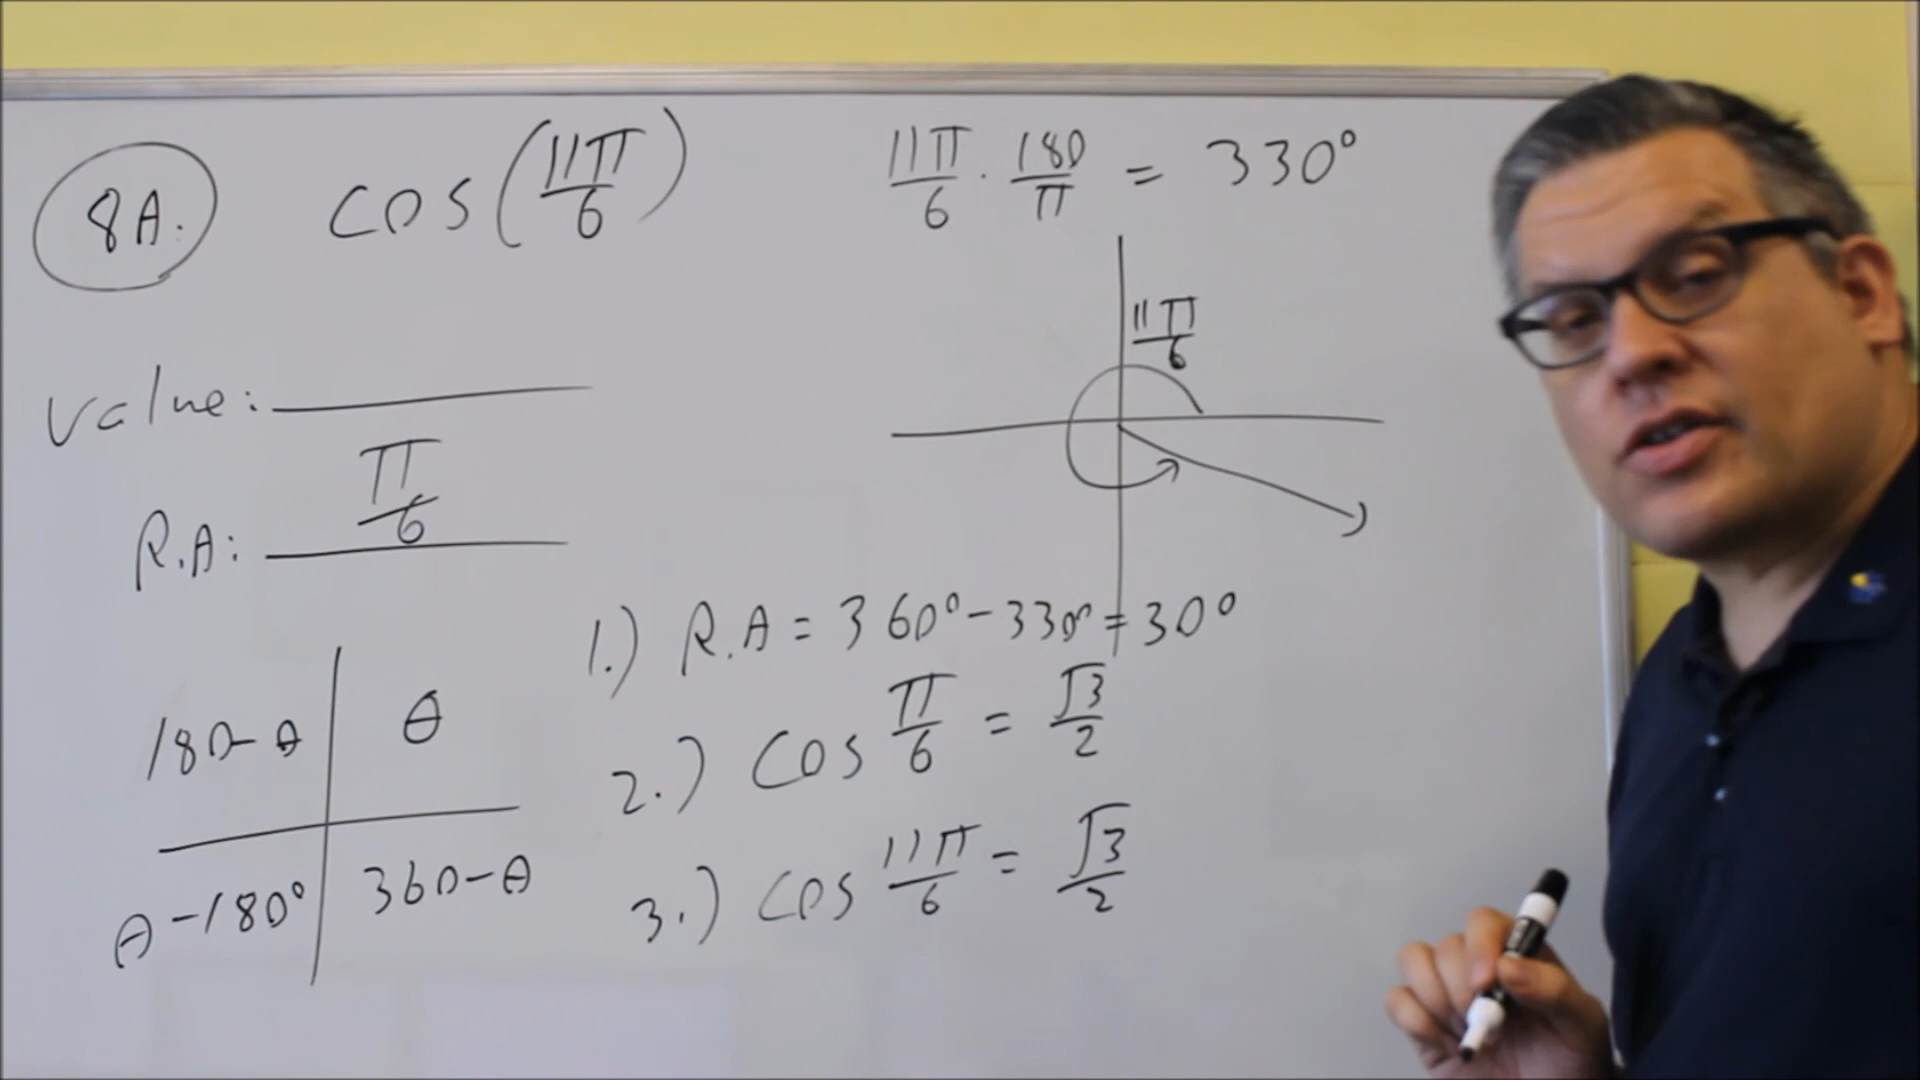 8A. cos(11π/6)
11π/6 · 180/π = 330°
11π/6
Value:
R.A: π/6
1.) R.A = 360° - 330° = 30°
2.) cos π/6 = √3/2
3.) cos 11π/6 = √3/2
180-θ θ
θ-180° 360-θ